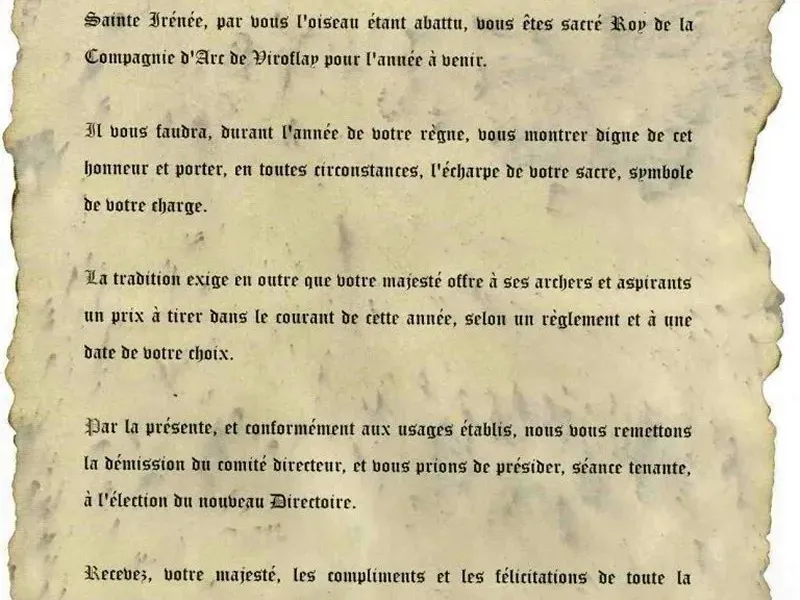 Sainte Irénée, par vous l'oiseau étant abattu, vous êtes sacré Roy de la
Compagnie d'Arc de Viroflay pour l'année à venir.
Il vous faudra, durant l'année de votre règne, vous montrer digne de cet
honneur et porter, en toutes circonstances, l'écharpe de votre sacre, symbole
de votre charge.
La tradition exige en outre que votre majesté offre à ses archers et aspirants
un prix à tirer dans le courant de cette année, selon un règlement et à une
date de votre choix.
Par la présente, et conformément aux usages établis, nous vous remettons
la démission du comité directeur, et vous prions de présider, séance tenante,
à l'élection du nouveau Directoire.
Recevez, votre majesté, les compliments et les félicitations de toute la